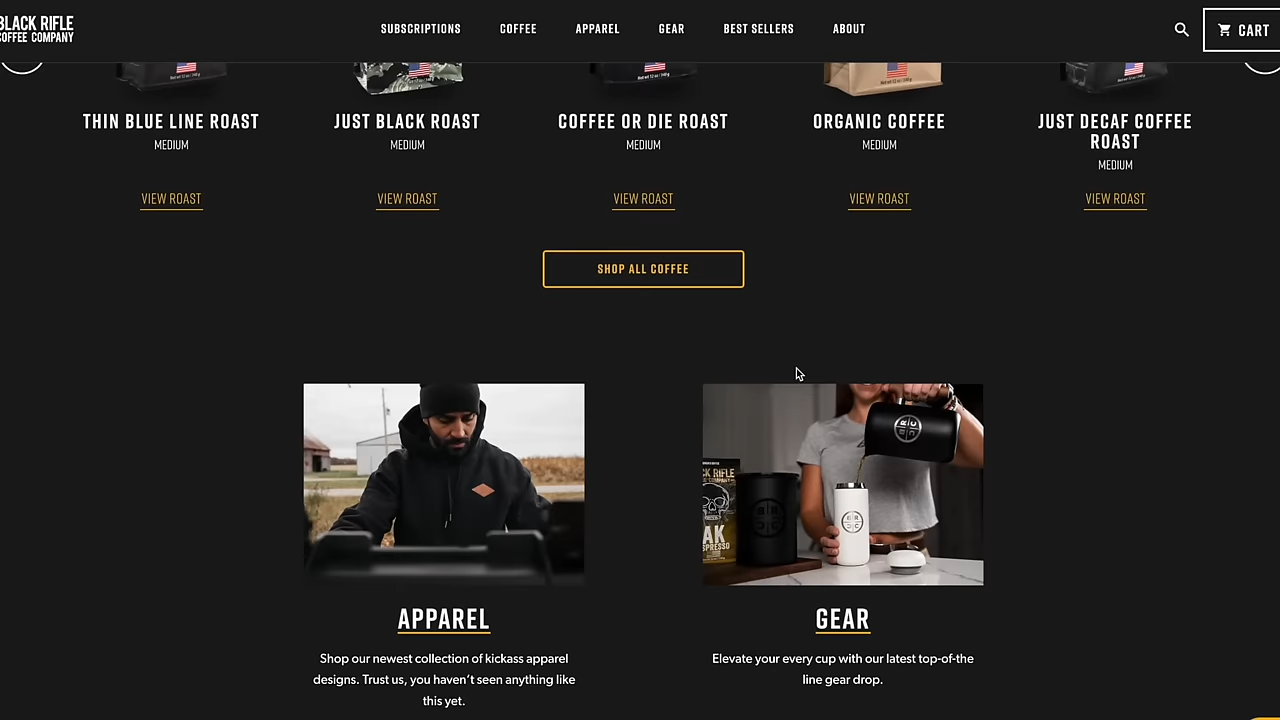 BLACK RIFLE
COFFEE COMPANY
SUBSCRIPTIONS
COFFEE
APPAREL
GEAR
BEST SELLERS
ABOUT
CART
THIN BLUE LINE ROAST
MEDIUM
VIEW ROAST
JUST BLACK ROAST
MEDIUM
VIEW ROAST
COFFEE OR DIE ROAST
MEDIUM
VIEW ROAST
ORGANIC COFFEE
MEDIUM
VIEW ROAST
JUST DECAF COFFEE
ROAST
MEDIUM
VIEW ROAST
SHOP ALL COFFEE
APPAREL
Shop our newest collection of kickass apparel
designs. Trust us, you haven’t seen anything like
this yet.
GEAR
Elevate your every cup with our latest top-of-the
line gear drop.